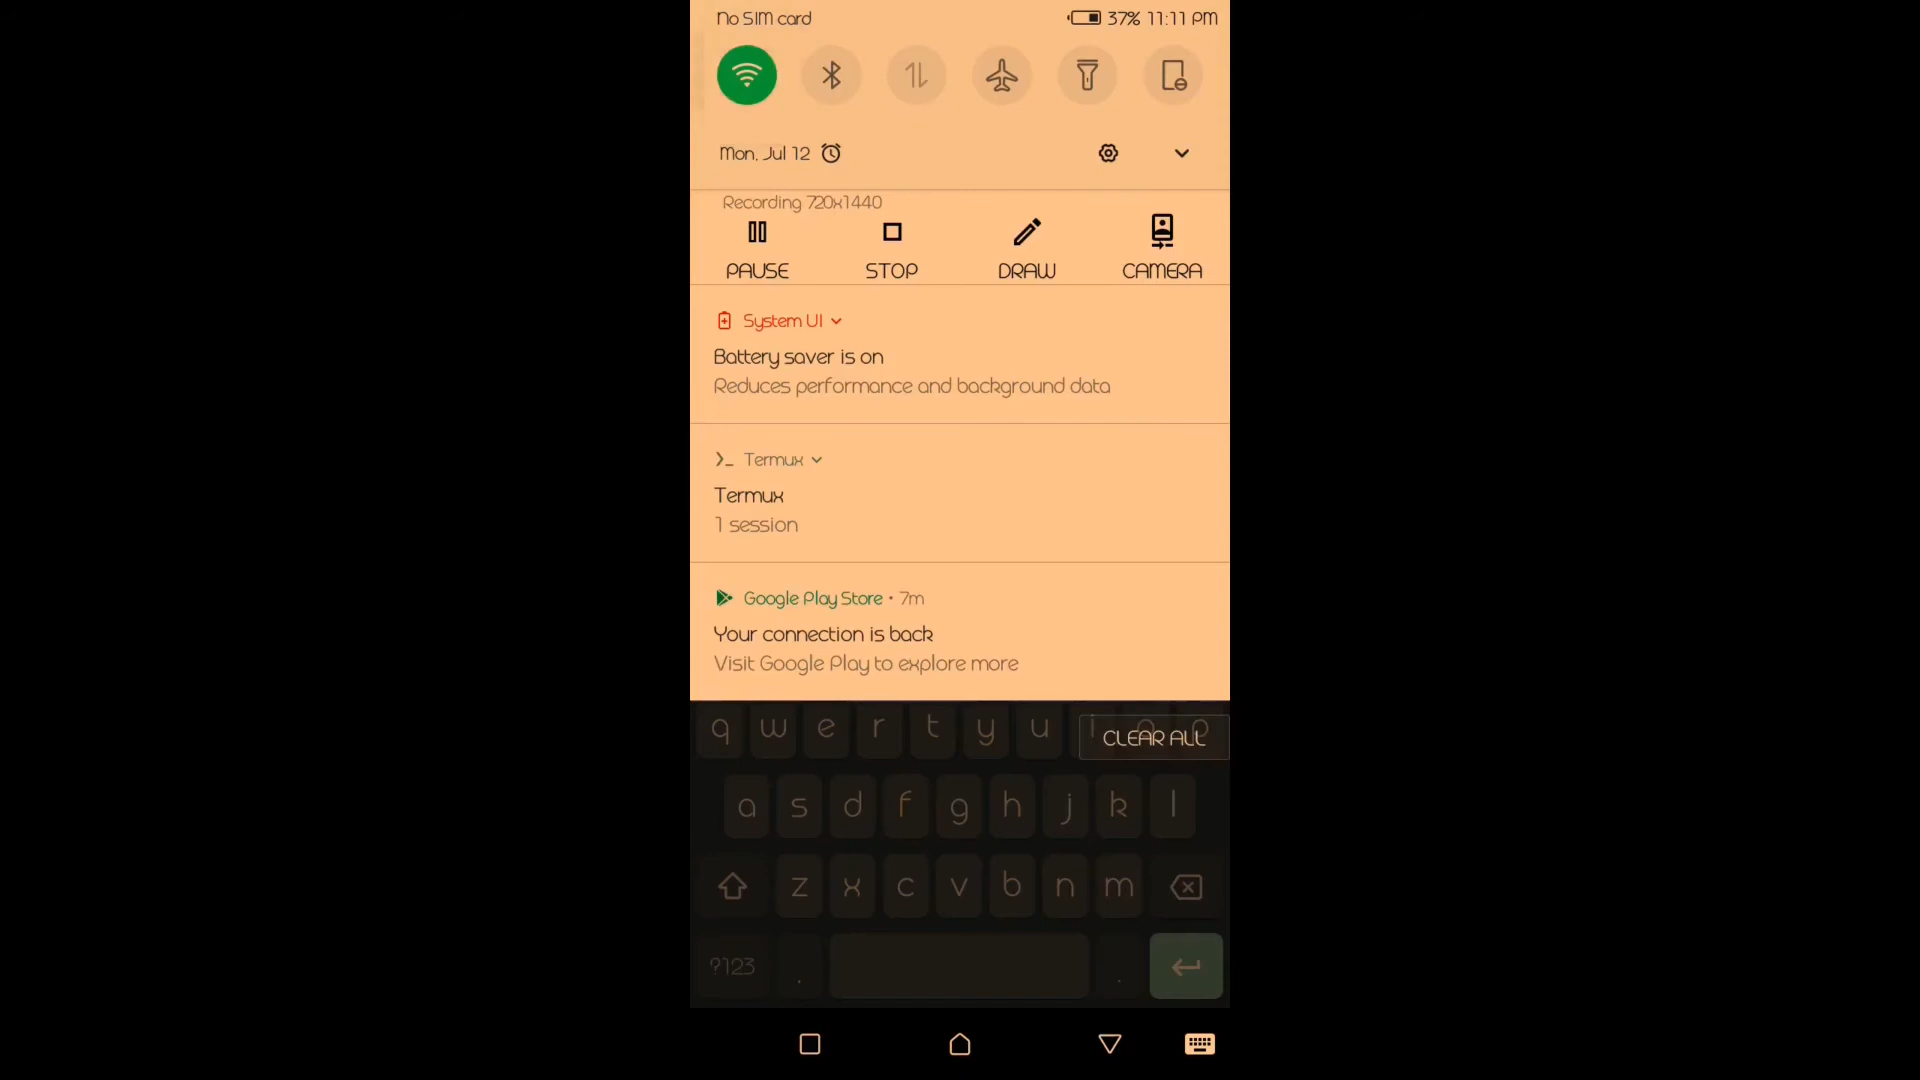 No SIM card 37% 11:11 PM
Mon, Jul 12
Recording 720x1440
PAUSE STOP DRAW CAMERA
System UI
Battery saver is on
Reduces performance and background data
Termux
Termux
1 session
Google Play Store • 7m
Your connection is back
Visit Google Play to explore more
q w e r t y u i o p
CLEAR ALL
a s d f g h j k l
z x c v b n m
?123 . .